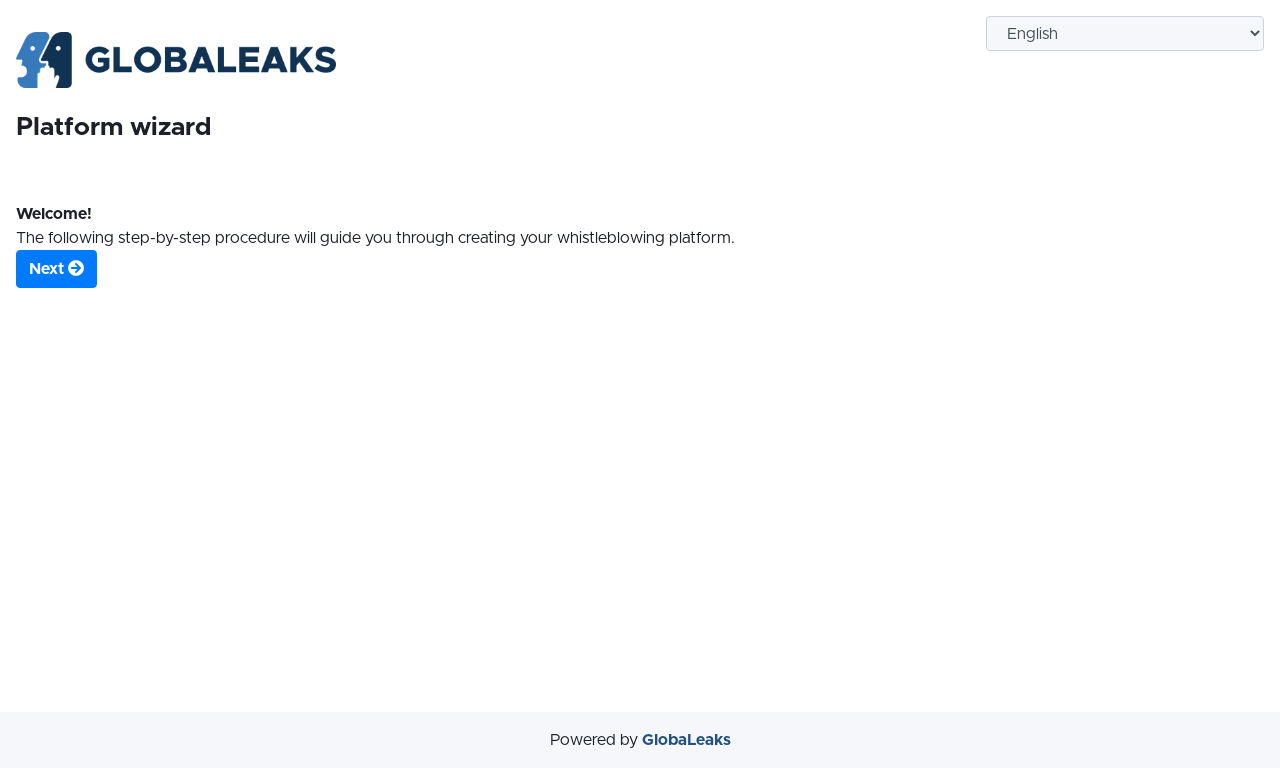 GLOBALEAKS
English
Platform wizard
Welcome!
The following step-by-step procedure will guide you through creating your whistleblowing platform.
Next
Powered by GlobaLeaks